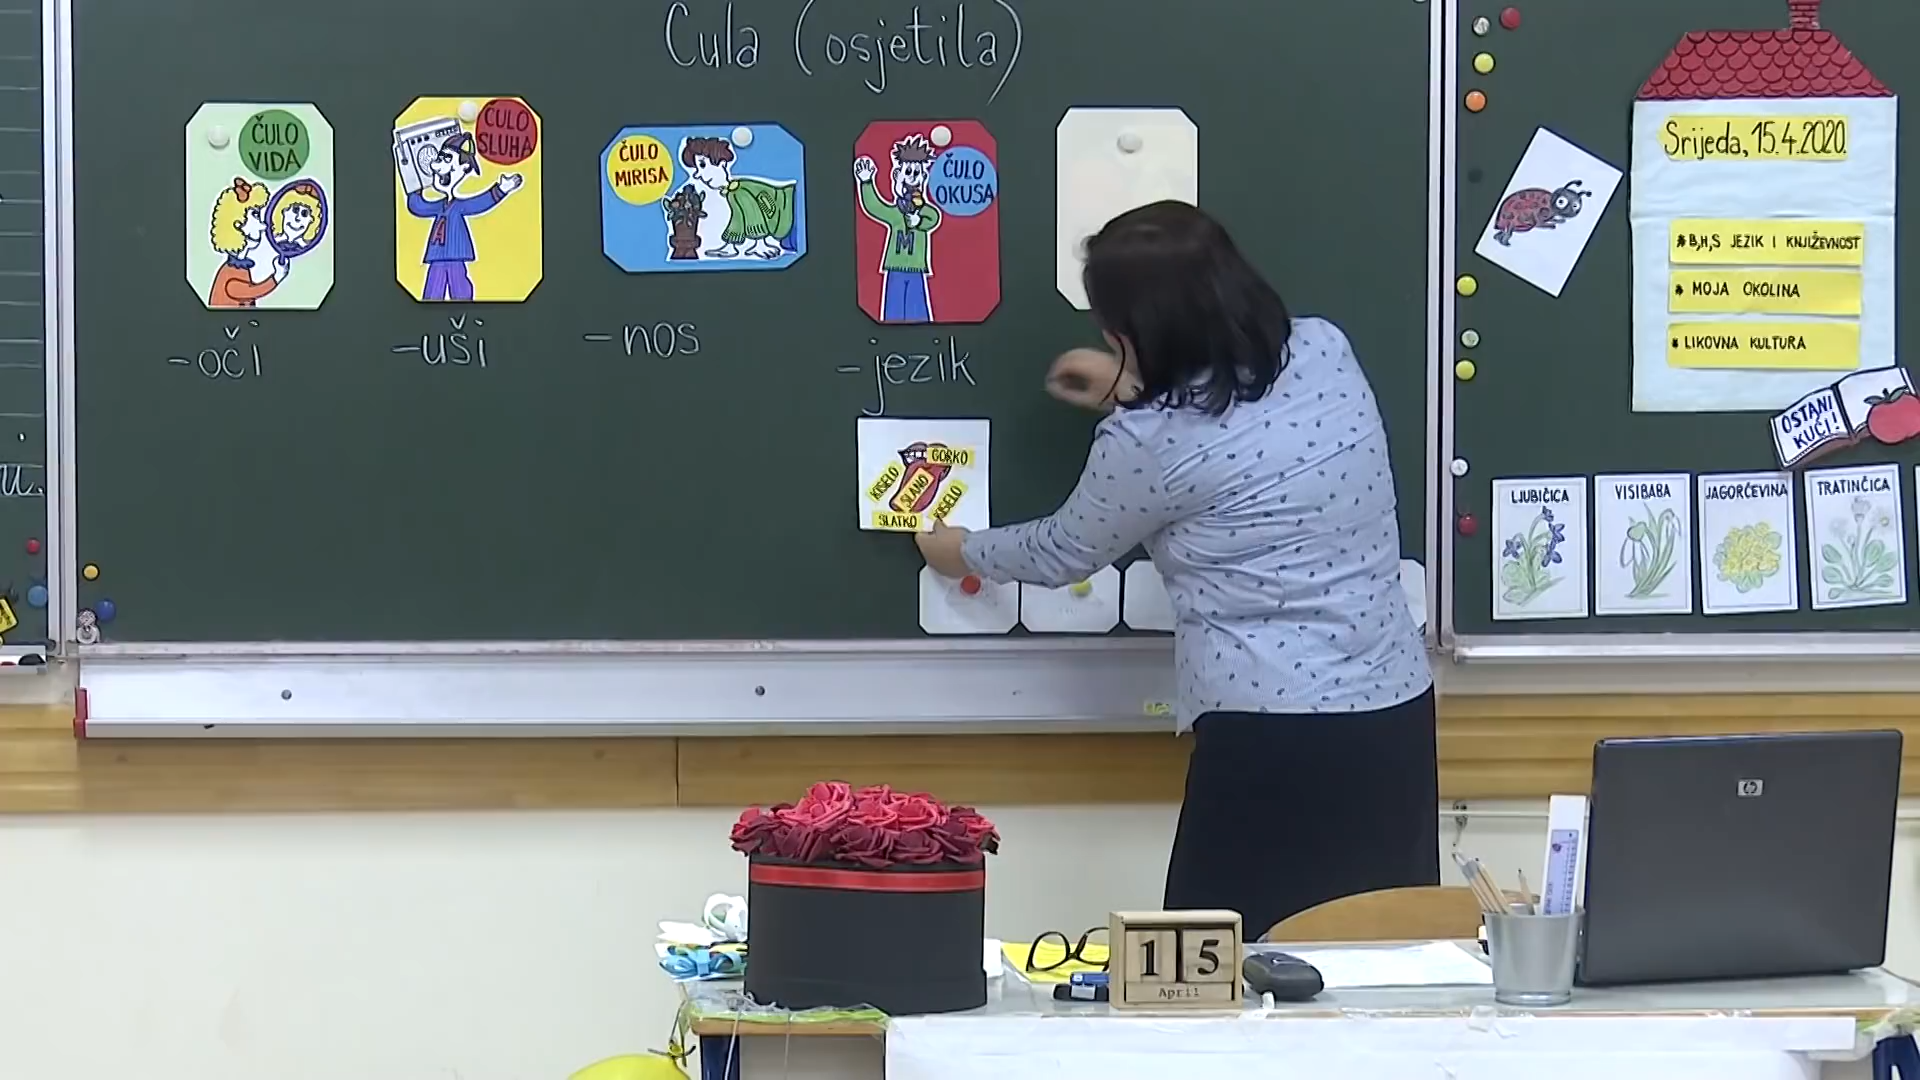 Čula (osjetila)
ČULO
VIDA
ČULO
SLUHA
ČULO
MIRISA
ČULO
OKUSA
-oči
-uši
-nos
-jezik
A
M
GORKO
KISELO
SLANO
KISELO
SLATKO
u.
Srijeda, 15.4.2020.
* B,H,S JEZIK I KNJIŽEVNOST
* MOJA OKOLINA
* LIKOVNA KULTURA
OSTANI
KUĆI!
LJUBIČICA
VISIBABA
JAGORČEVINA
TRATINČICA
15
April
hp